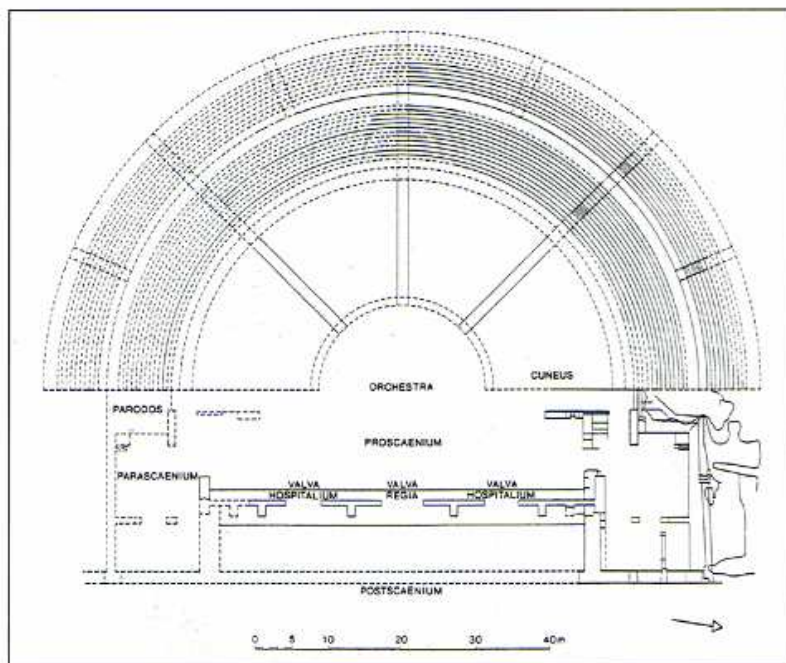 ORCHESTRA
CUNEUS
PARODOS
PROSCAENIUM
PARASCAENIUM
VALVA VALVA VALVA
HOSPITALIUM REGIA HOSPITALIUM
POSTSCAENIUM
0 5 10 20 30 40m